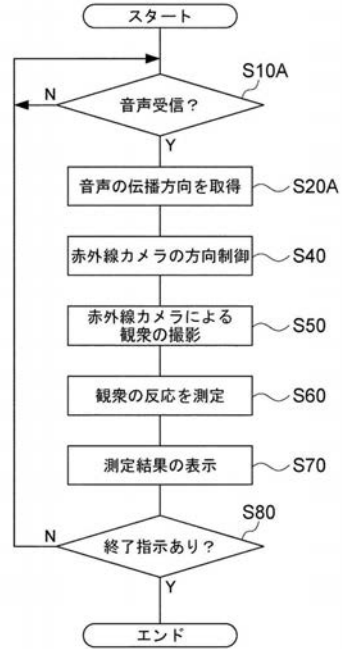 スタート
S10A
N
音声受信？
Y
音声の伝播方向を取得
S20A
赤外線カメラの方向制御
S40
赤外線カメラによる
観衆の撮影
S50
観衆の反応を測定
S60
測定結果の表示
S70
S80
N
終了指示あり？
Y
エンド